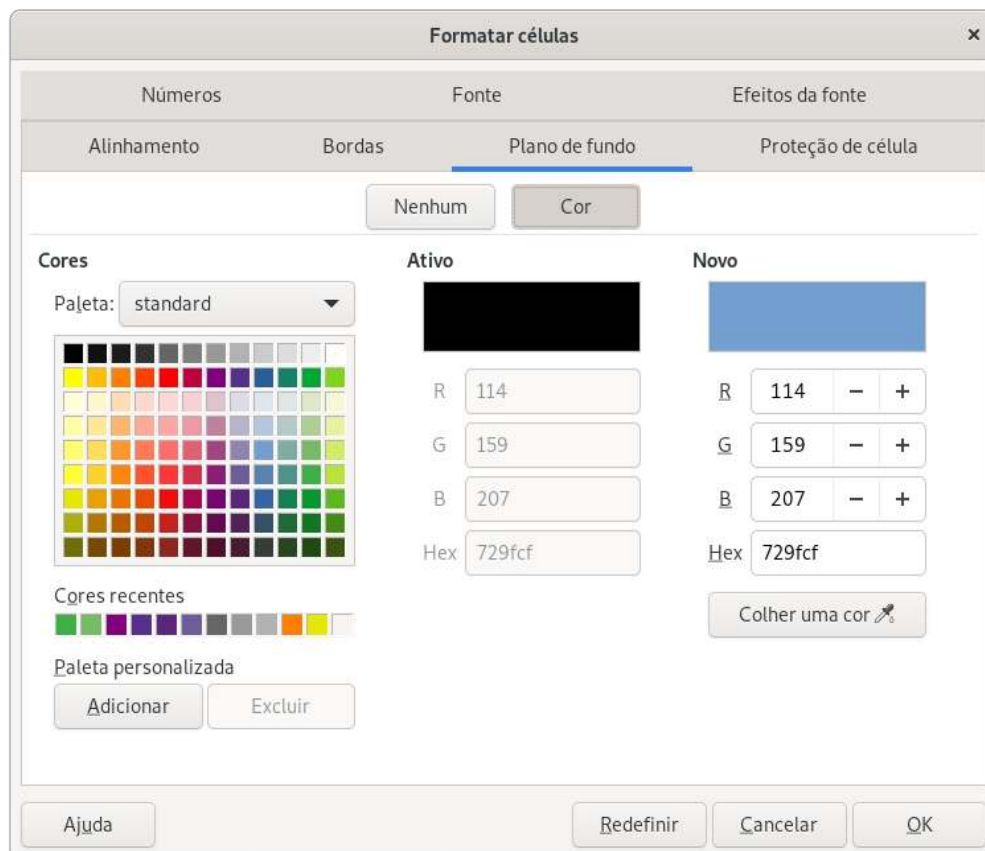 Formatar células ×
Números Fonte Efeitos da fonte
Alinhamento Bordas Plano de fundo Proteção de célula
Nenhum Cor
Cores Ativo Novo
Paleta: standard
R 114 R 114 − +
G 159 G 159 − +
B 207 B 207 − +
Hex 729fcf Hex 729fcf
Cores recentes
Colher uma cor
Paleta personalizada
Adicionar Excluir
Ajuda Redefinir Cancelar OK